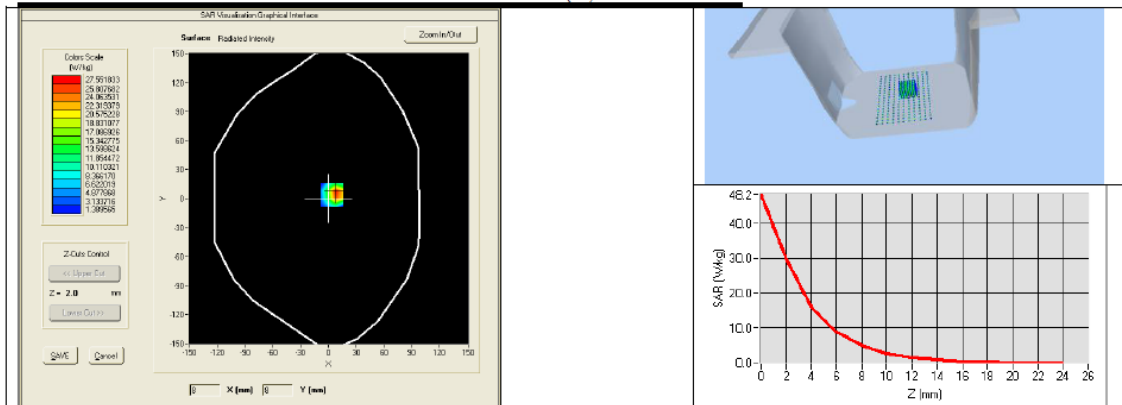 SAR Visualisation Graphical Interface
Surface Radiated Intensity
Zoom In/Out
Colors Scale
(W/kg)
27.551833
25.807682
24.063531
22.319379
20.575228
18.831077
17.086926
15.342775
13.598624
11.854472
10.110321
8.366170
6.622019
4.877868
3.133716
1.389565
150
120
90
60
30
0
-30
-60
-90
-120
-150
Y
-150 -120 -90 -60 -30 0 30 60 90 120 150
X
Z-Cuts Control
<< Upper Cut
Z = 2.0 mm
Lower Cut >>
SAVE Cancel
8 X (mm) 8 Y (mm)
48.2
40.0
30.0
20.0
10.0
0.0
SAR (W/kg)
0 2 4 6 8 10 12 14 16 18 20 22 24 26
Z (mm)